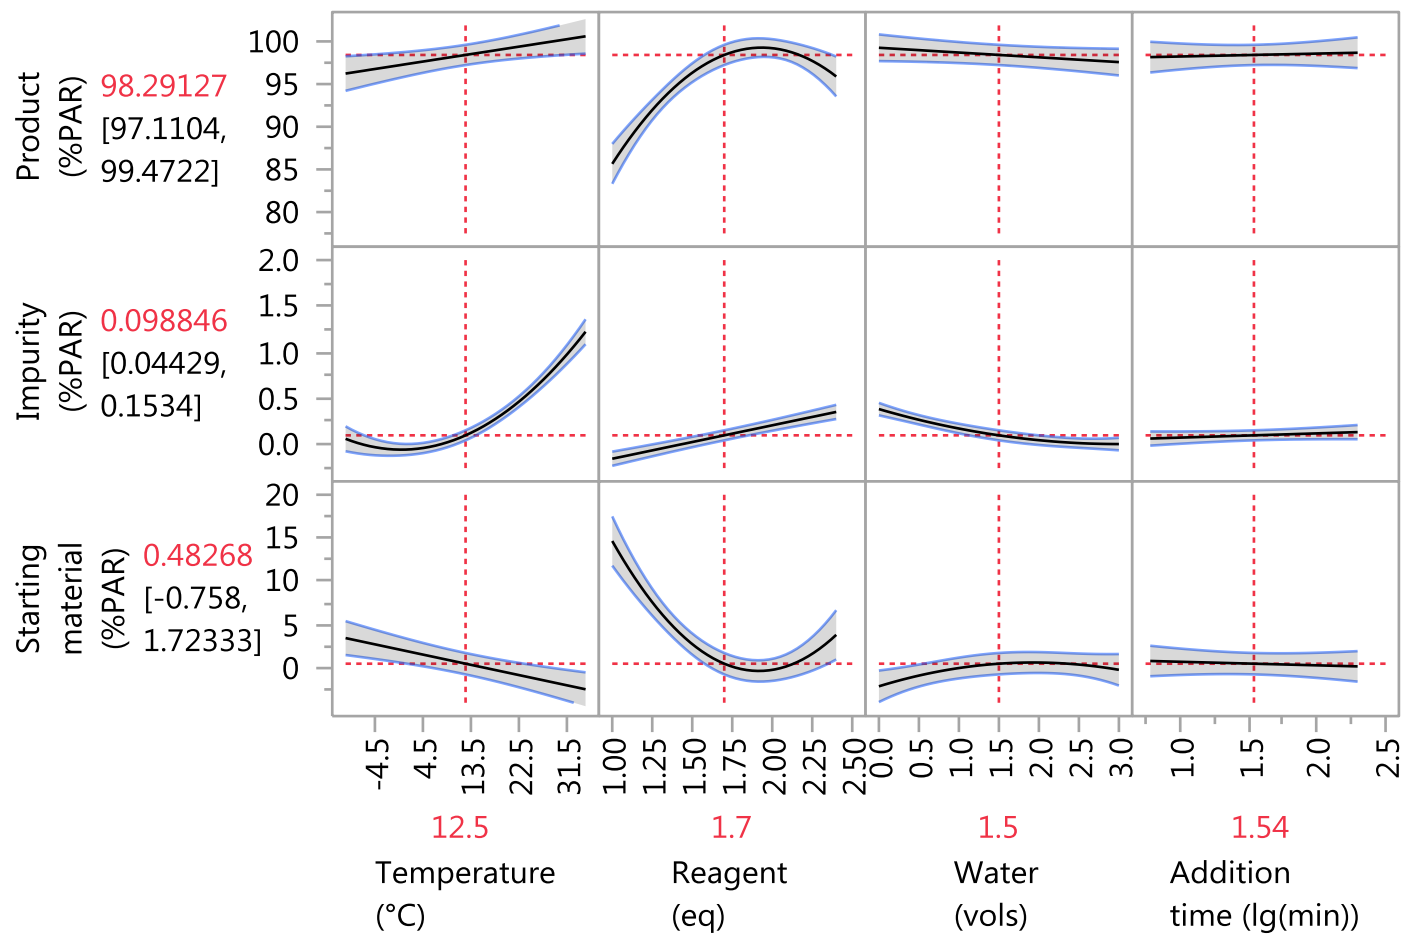 Product
(%PAR)
98.29127
[97.1104,
99.4722]
100
95
90
85
80
Impurity
(%PAR)
0.098846
[0.04429,
0.1534]
2.0
1.5
1.0
0.5
0.0
Starting
material
(%PAR)
0.48268
[-0.758,
1.72333]
20
15
10
5
0
-4.5 4.5 13.5 22.5 31.5
1.00 1.25 1.50 1.75 2.00 2.25 2.50
0.0 0.5 1.0 1.5 2.0 2.5 3.0
1.0 1.5 2.0 2.5
12.5 1.7 1.5 1.54
Temperature
(°C)
Reagent
(eq)
Water
(vols)
Addition
time (lg(min))